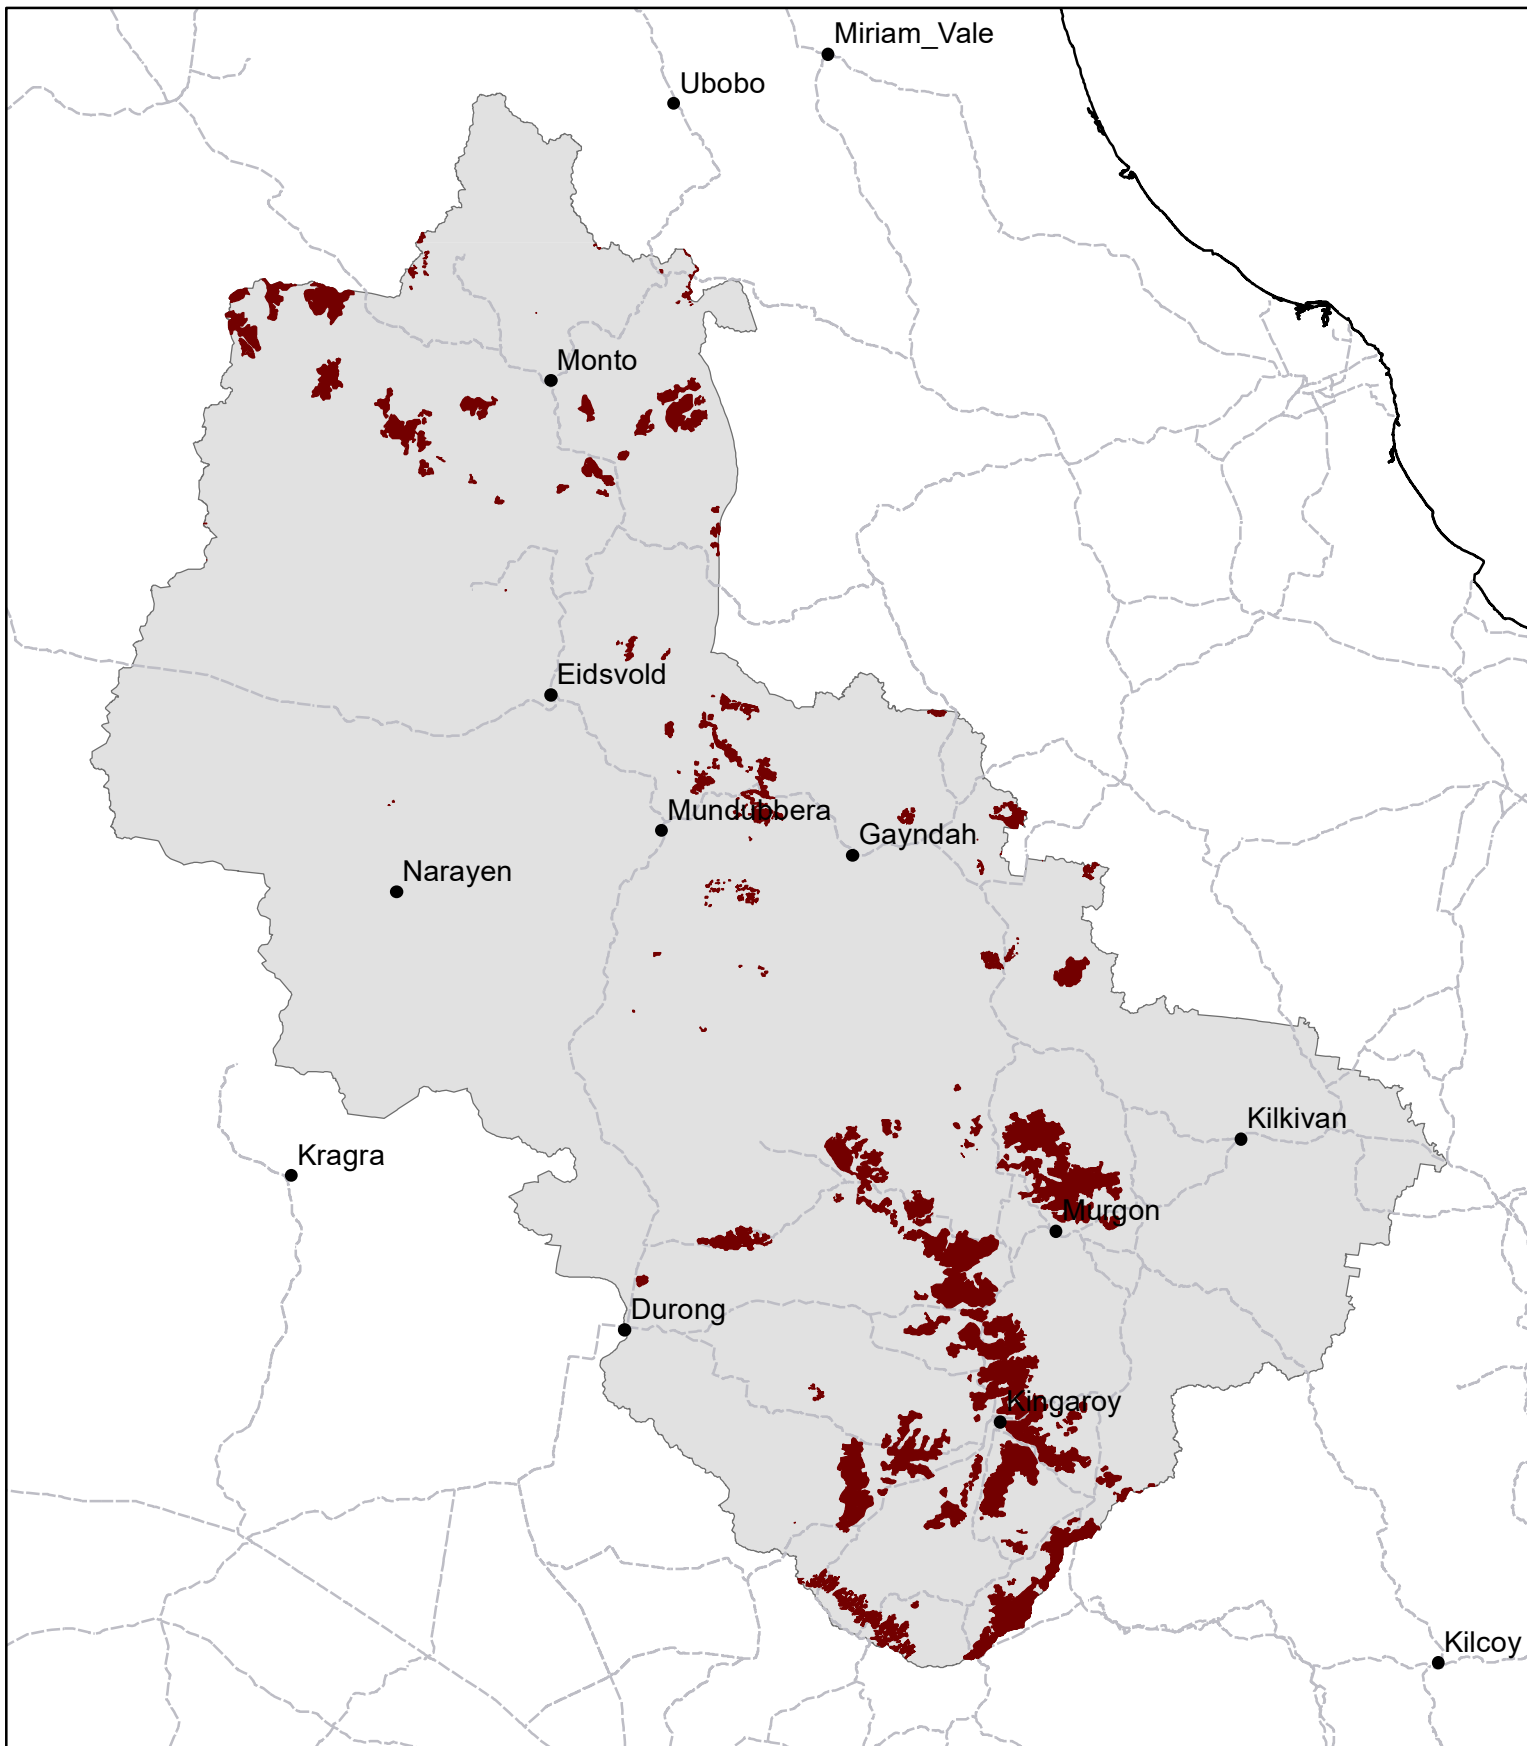 Miriam_Vale
Ubobo
Monto
Eidsvold
Mundubbera
Gayndah
Narayen
Kilkivan
Kragra
Murgon
Durong
Kingaroy
Kilcoy